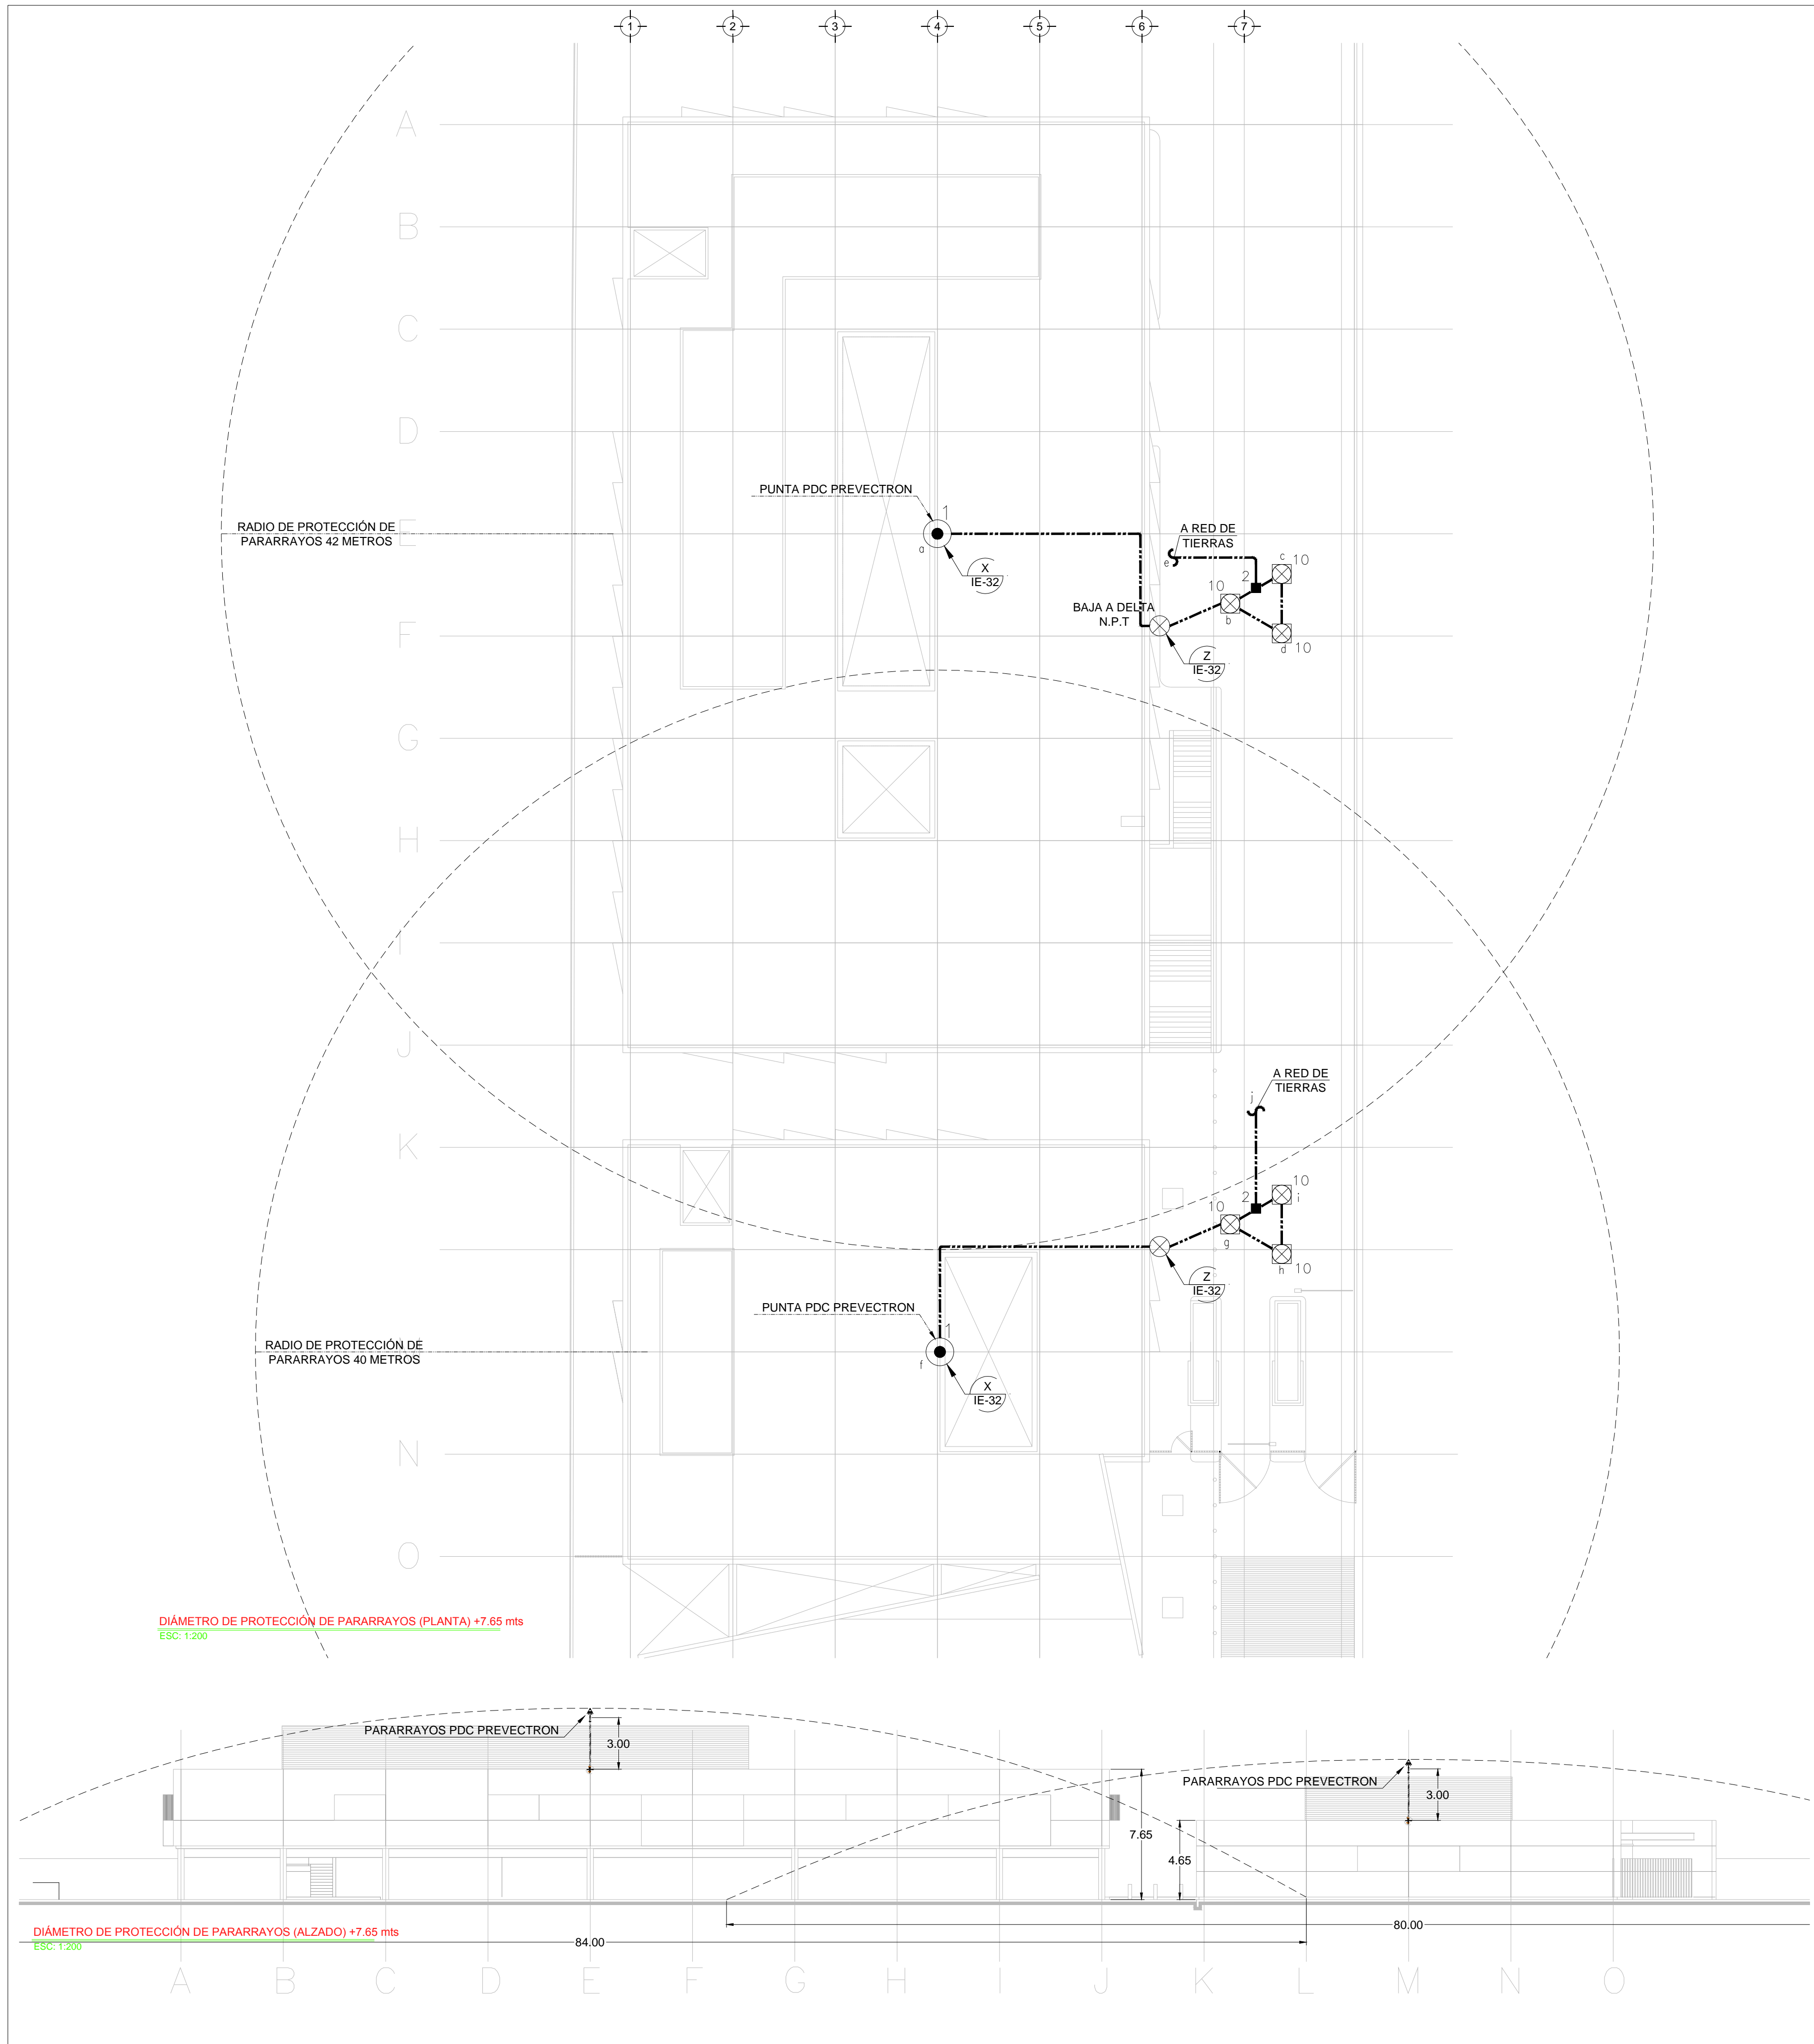 1 2 3 4 5 6 7
A
B
C
D
PUNTA PDC PREVECTRON
1
a
X
IE-32
RADIO DE PROTECCIÓN DE
PARARRAYOS 42 METROS
E
A RED DE
TIERRAS
e
2
c 10
10
b
d 10
BAJA A DELTA
N.P.T
Z
IE-32
F
G
H
I
J
A RED DE
TIERRAS
j
K
2
10
i
10
g
h 10
Z
IE-32
PUNTA PDC PREVECTRON
1
f
X
IE-32
RADIO DE PROTECCIÓN DE
PARARRAYOS 40 METROS
N
O
DIÁMETRO DE PROTECCIÓN DE PARARRAYOS (PLANTA) +7.65 mts
ESC: 1:200
PARARRAYOS PDC PREVECTRON
3.00
PARARRAYOS PDC PREVECTRON
3.00
7.65
4.65
80.00
DIÁMETRO DE PROTECCIÓN DE PARARRAYOS (ALZADO) +7.65 mts
ESC: 1:200
84.00
A B C D E F G H I J K L M N O